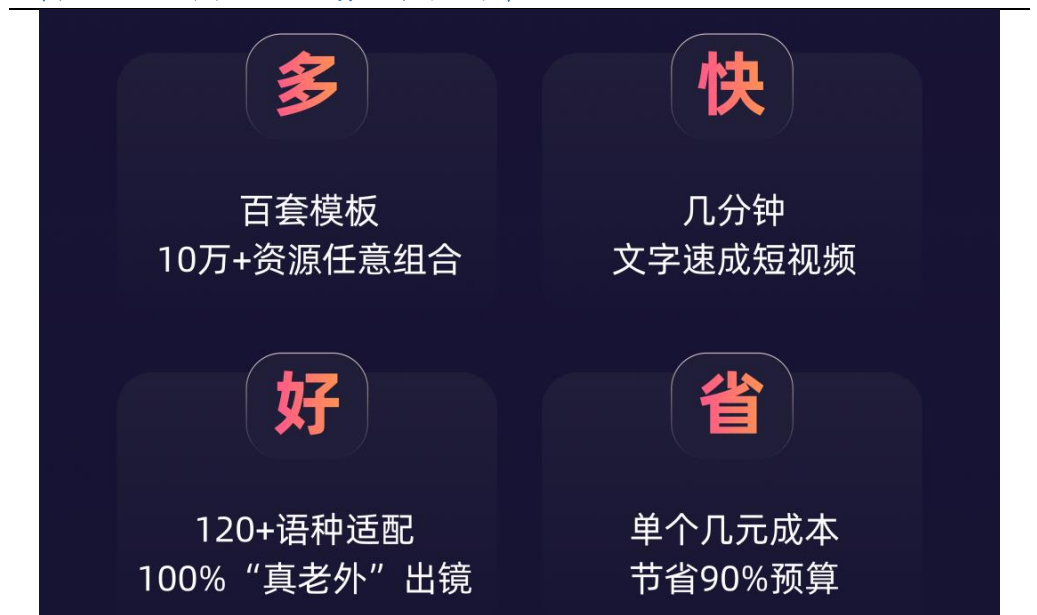 多
百套模板
10万+资源任意组合
快
几分钟
文字速成短视频
好
120+语种适配
100%“真老外”出镜
省
单个几元成本
节省90%预算